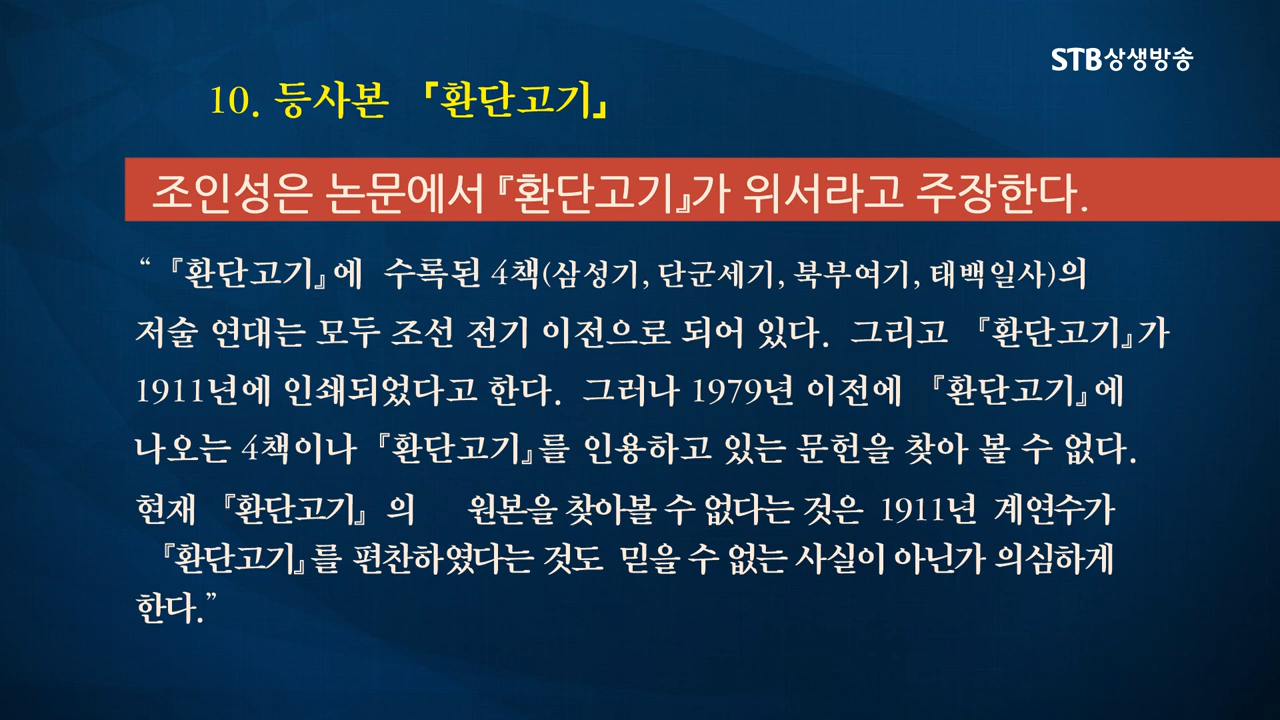 STB상생방송
10. 등사본 『환단고기』
조인성은 논문에서 『환단고기』가 위서라고 주장한다.
“ 『환단고기』에 수록된 4책(삼성기, 단군세기, 북부여기, 태백일사)의
저술 연대는 모두 조선 전기 이전으로 되어 있다. 그리고 『환단고기』가
1911년에 인쇄되었다고 한다. 그러나 1979년 이전에 『환단고기』에
나오는 4책이나 『환단고기』를 인용하고 있는 문헌을 찾아 볼 수 없다.
현재 『환단고기』 의 원본을 찾아볼 수 없다는 것은 1911년 계연수가
『환단고기』를 편찬하였다는 것도 믿을 수 없는 사실이 아닌가 의심하게
한다.”